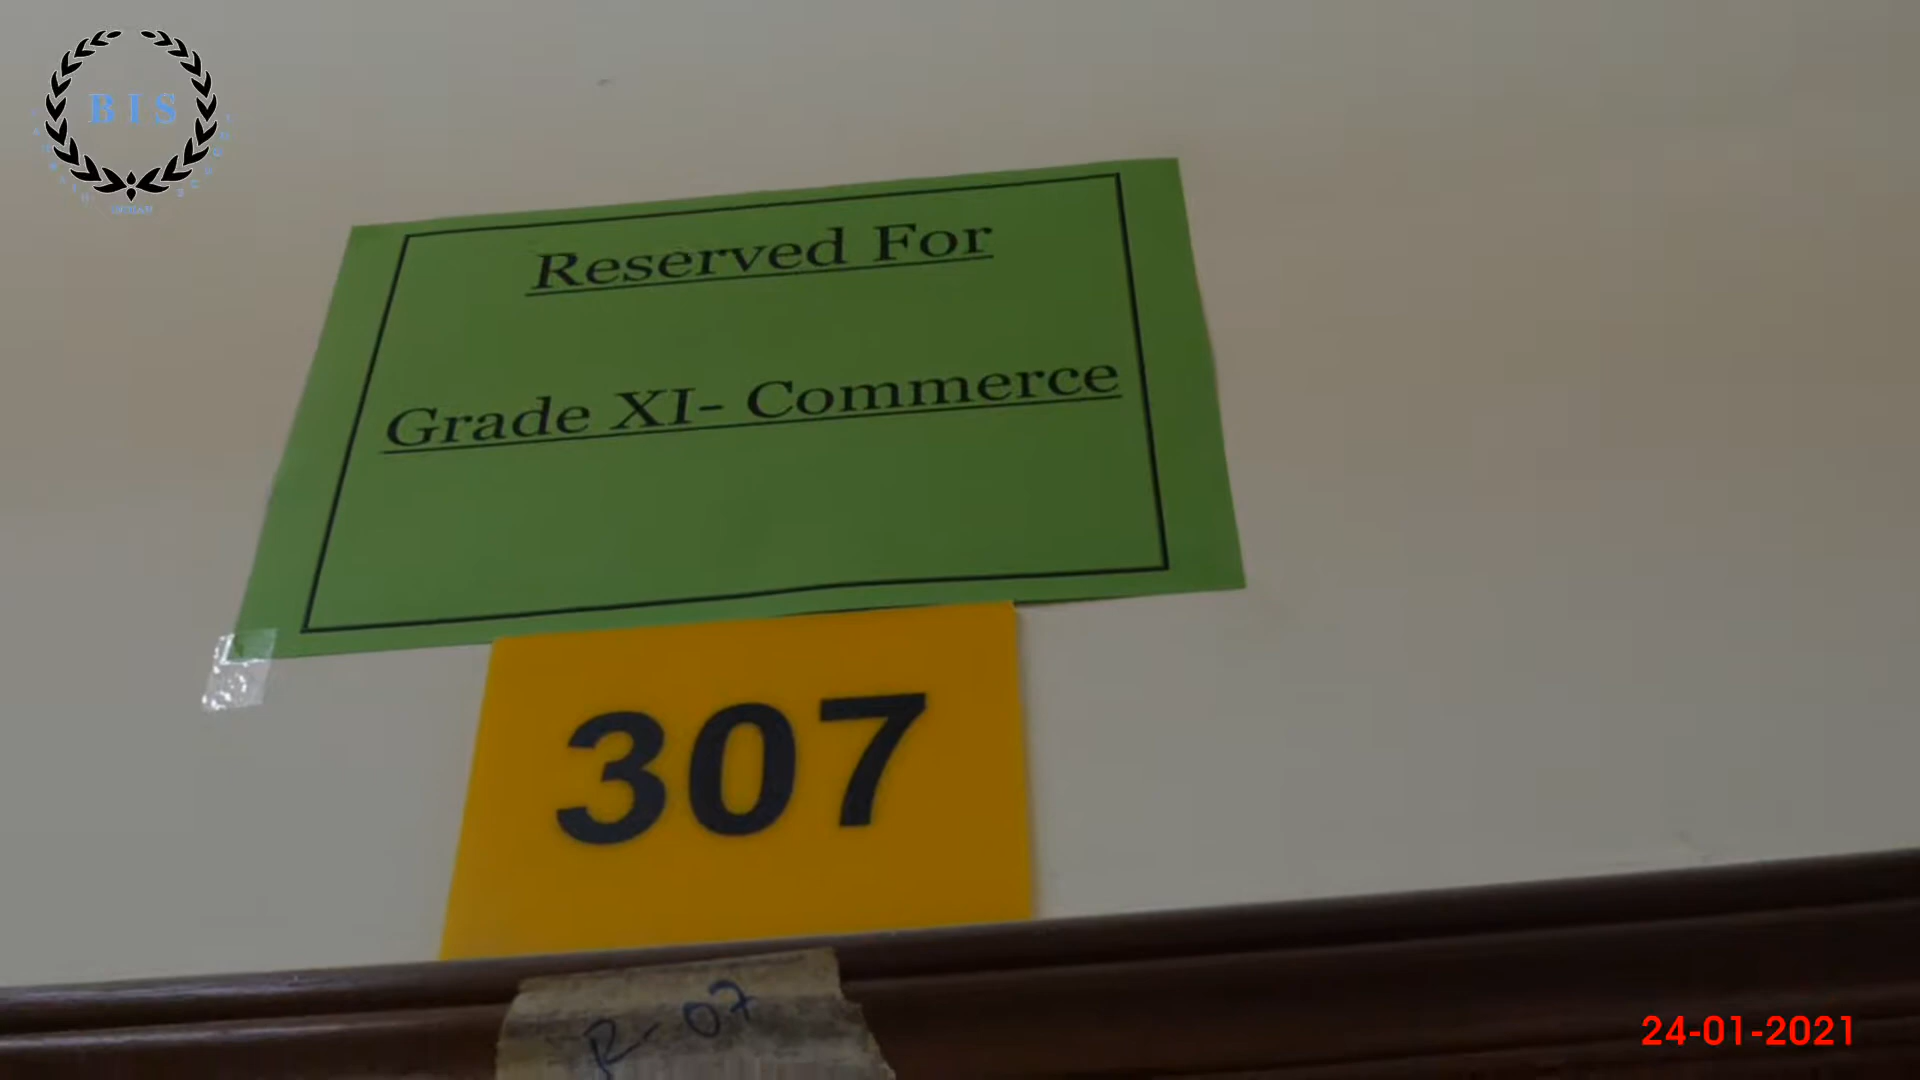 BIS
Reserved For
Grade XI- Commerce
307
R-07
24-01-2021